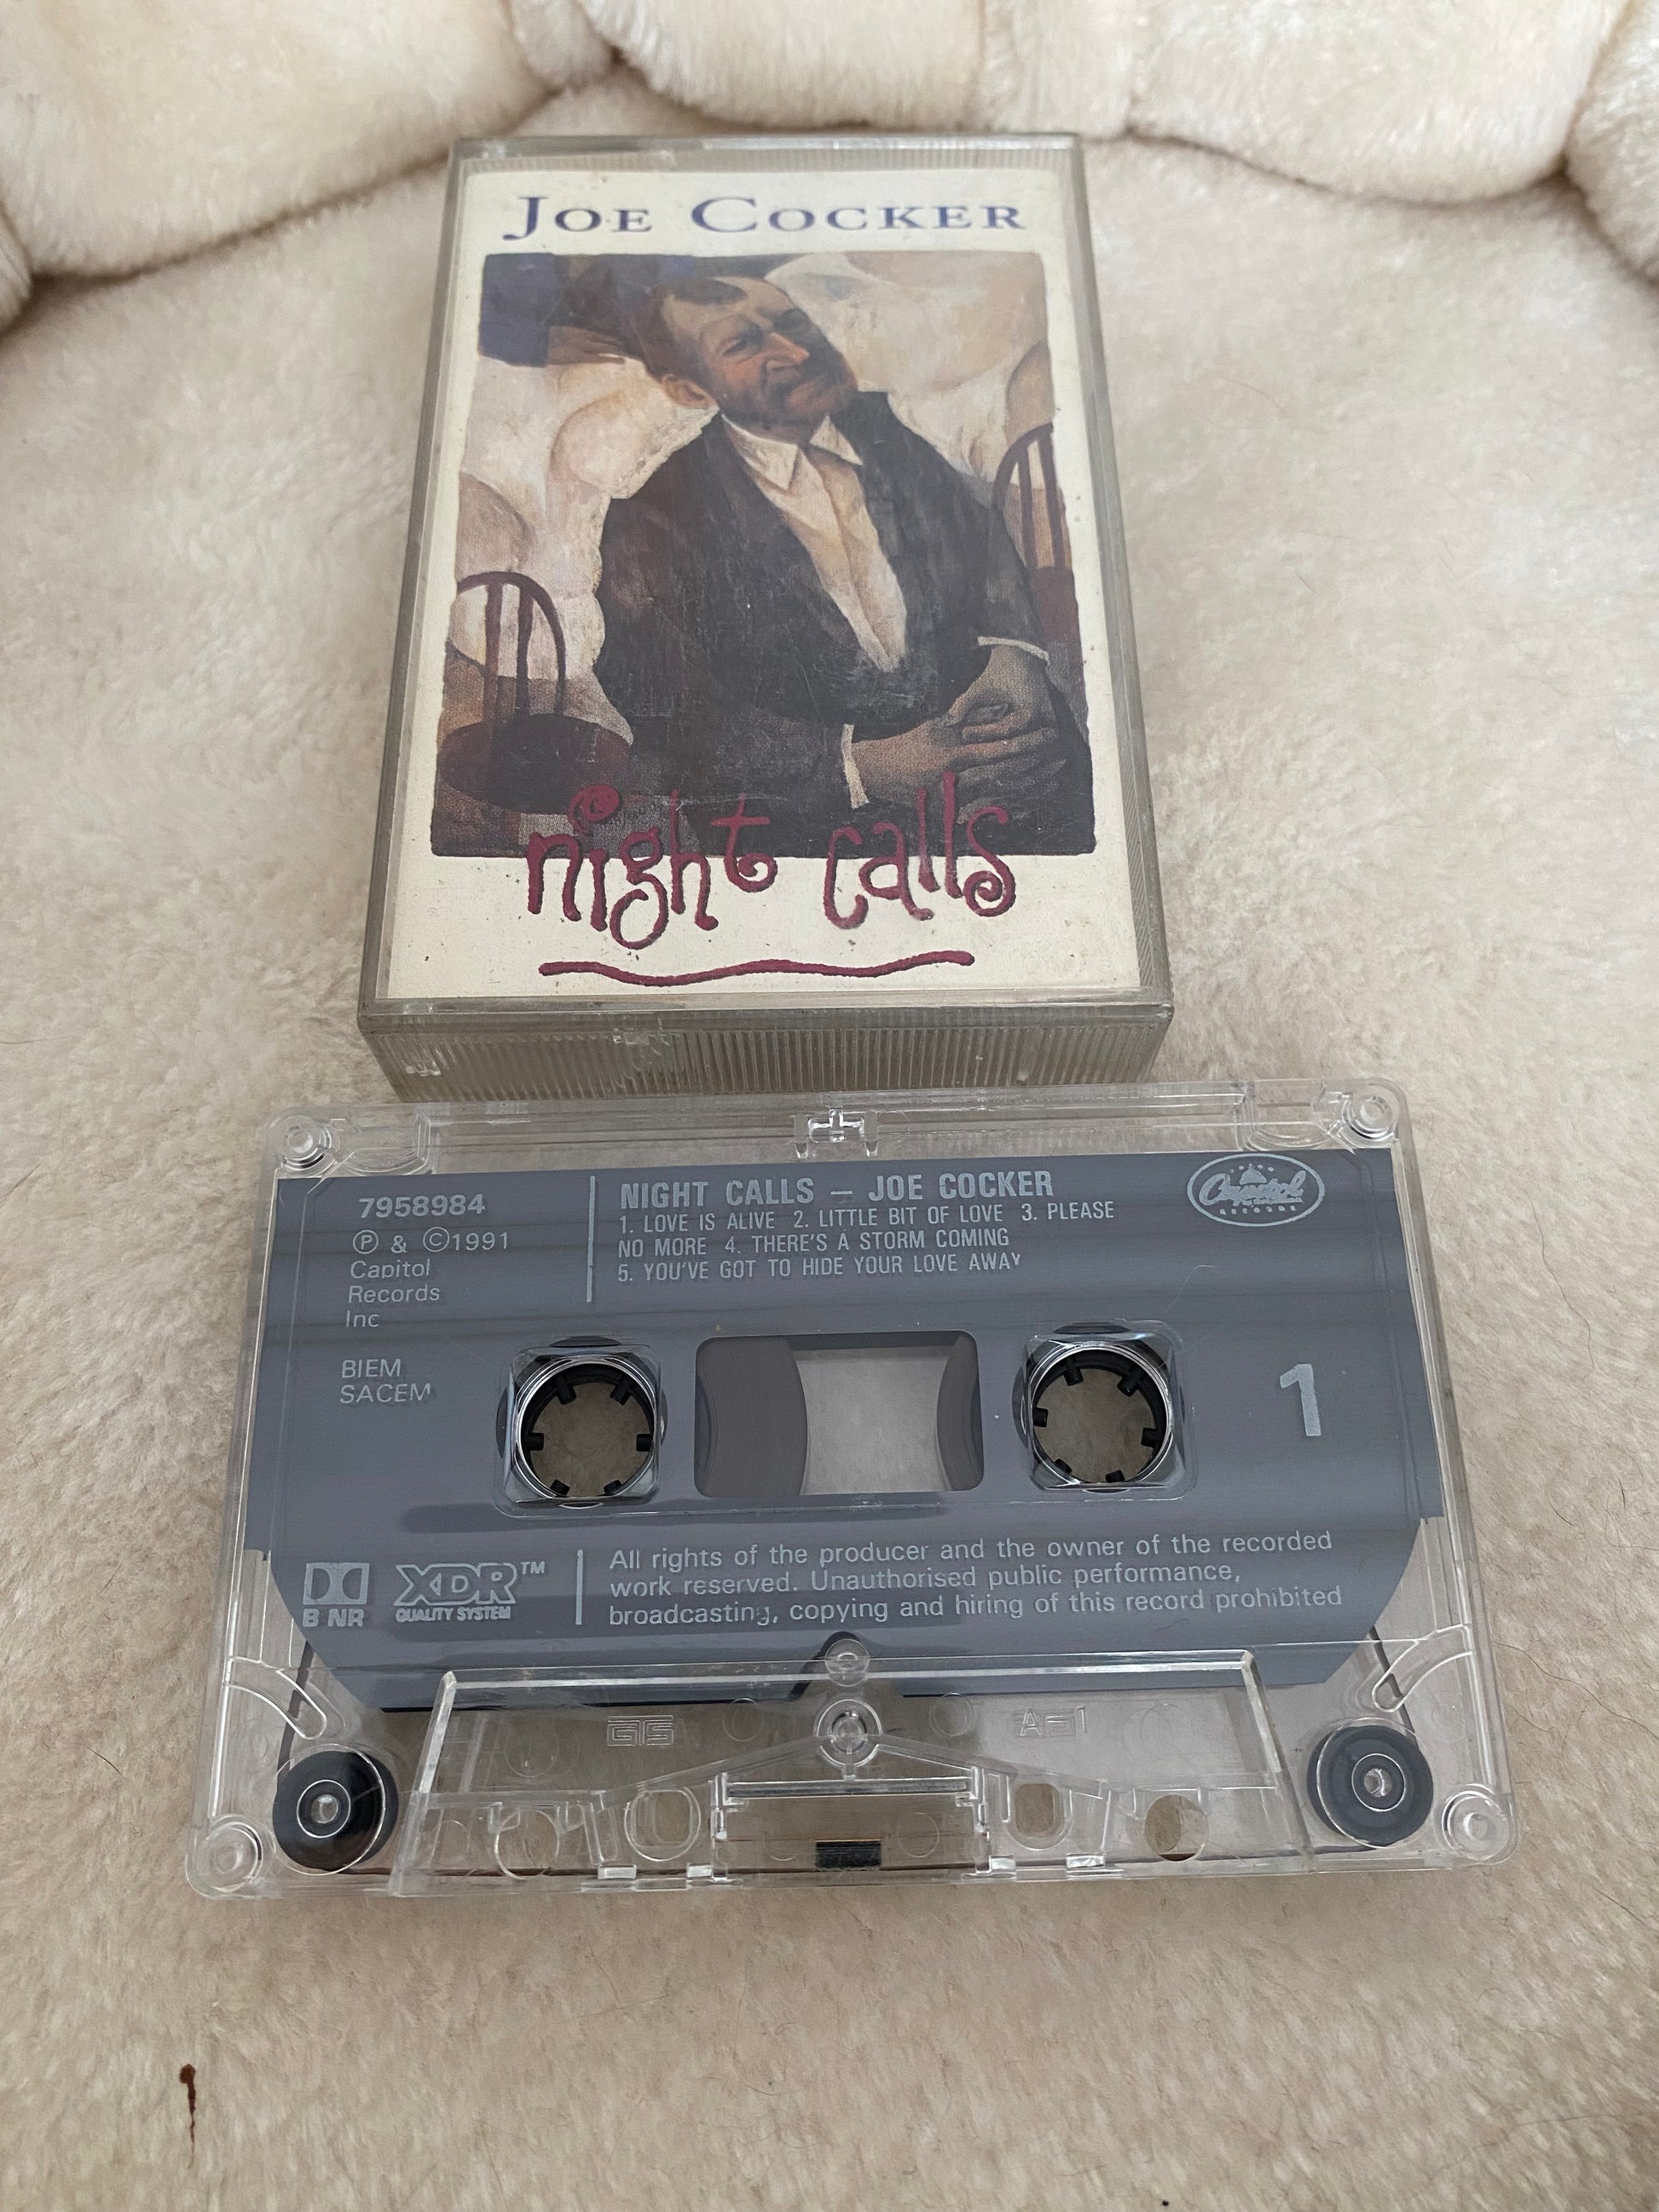 JOE COCKER
night calls
7958984
Ⓟ & ©1991
Capitol
Records
Inc
BIEM
SACEM
NIGHT CALLS – JOE COCKER
1. LOVE IS ALIVE 2. LITTLE BIT OF LOVE 3. PLEASE
NO MORE 4. THERE'S A STORM COMING
5. YOU'VE GOT TO HIDE YOUR LOVE AWAY
Capitol
RECORDS
1
B NR
XDR™
QUALITY SYSTEM
All rights of the producer and the owner of the recorded
work reserved. Unauthorised public performance,
broadcasting, copying and hiring of this record prohibited
GTS
A-1